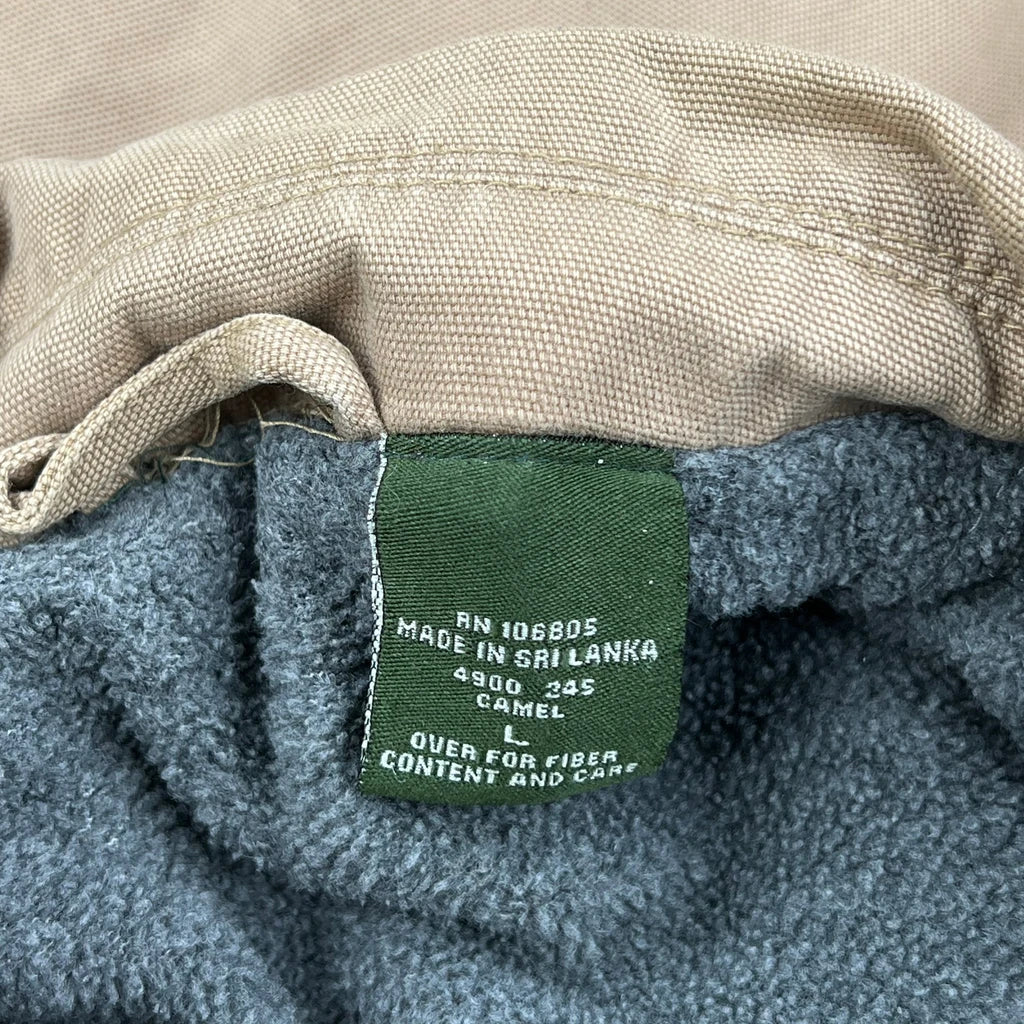 RN 106805
MADE IN SRI LANKA
4900 245
CAMEL
L
OVER FOR FIBER
CONTENT AND CARE